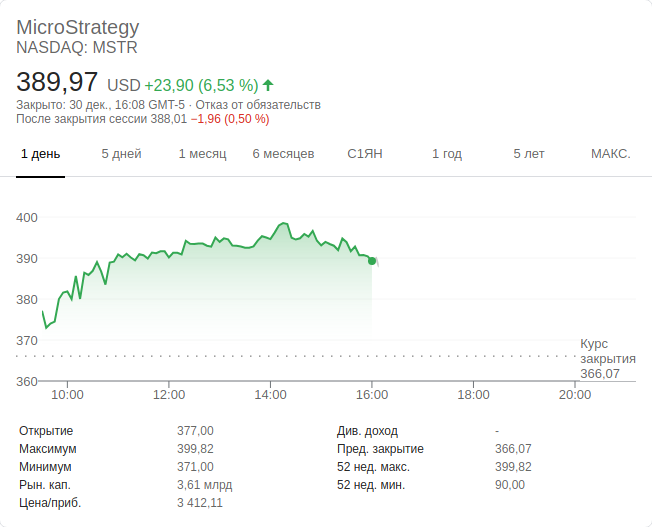 MicroStrategy
NASDAQ: MSTR
389,97 USD +23,90 (6,53 %)
Закрыто: 30 дек., 16:08 GMT-5 · Отказ от обязательств
После закрытия сессии 388,01 −1,96 (0,50 %)
1 день 5 дней 1 месяц 6 месяцев С1ЯН 1 год 5 лет МАКС.
400
390
380
370
360
Курс
закрытия
366,07
10:00 12:00 14:00 16:00 18:00 20:00
Открытие 377,00 Див. доход -
Максимум 399,82 Пред. закрытие 366,07
Минимум 371,00 52 нед. макс. 399,82
Рын. кап. 3,61 млрд 52 нед. мин. 90,00
Цена/приб. 3 412,11